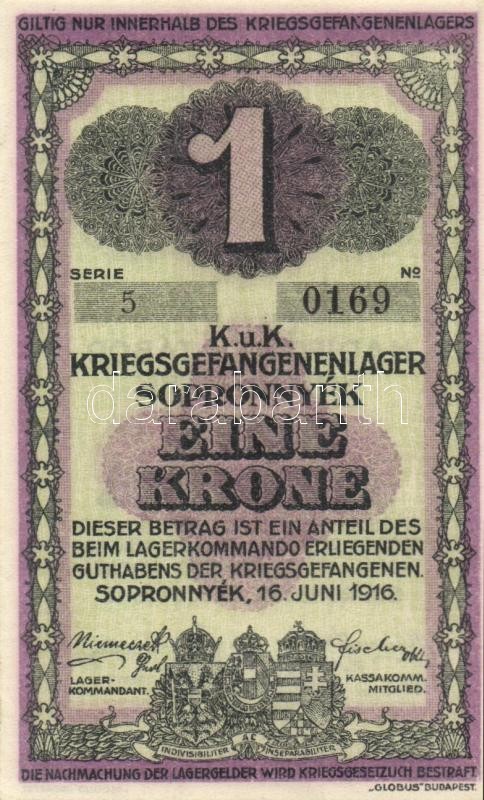 GILTIG NUR INNERHALB DES KRIEGSGEFANGENENLAGERS
1
SERIE No
5 0169
K.u.K.
KRIEGSGEFANGENENLAGER
SOPRONNYÉK
darabanth
EINE
KRONE
DIESER BETRAG IST EIN ANTEIL DES
BEIM LAGERKOMMANDO ERLIEGENDEN
GUTHABENS DER KRIEGSGEFANGENEN.
SOPRONNYÉK, 16. JUNI 1916.
Fischer
LAGER-
KOMMANDANT.
KASSAKOMM.
MITGLIED.
INDIVISIBILITER AC INSEPARABILITER
DIE NACHMACHUNG DER LAGERGELDER WIRD KRIEGSGESETZLICH BESTRAFT.
„GLOBUS" BUDAPEST.